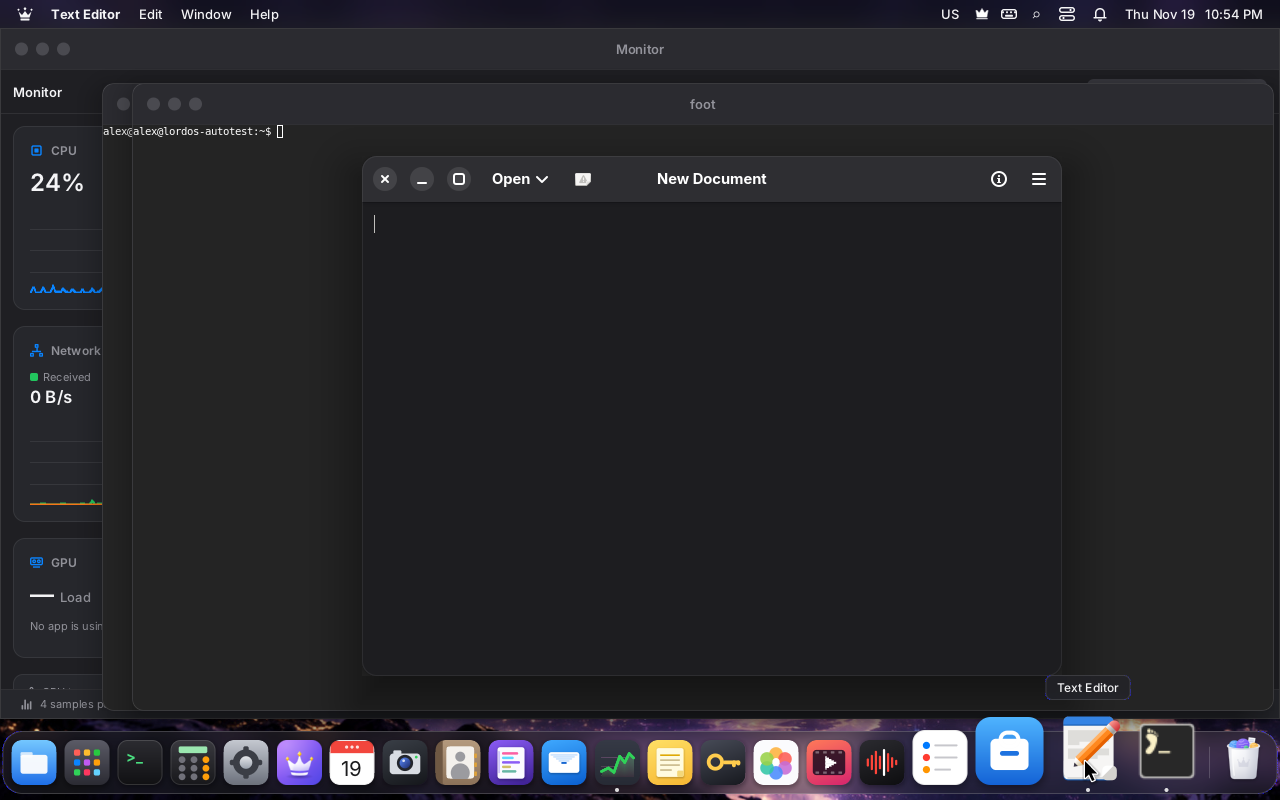 Text Editor Edit Window Help US Thu Nov 19 10:54 PM
Monitor
Monitor
foot
alex@alex@lordos-autotest:~$
CPU
24%
Open New Document
Network
Received
0 B/s
GPU
Load
No app is usin
4 samples p
Text Editor
19